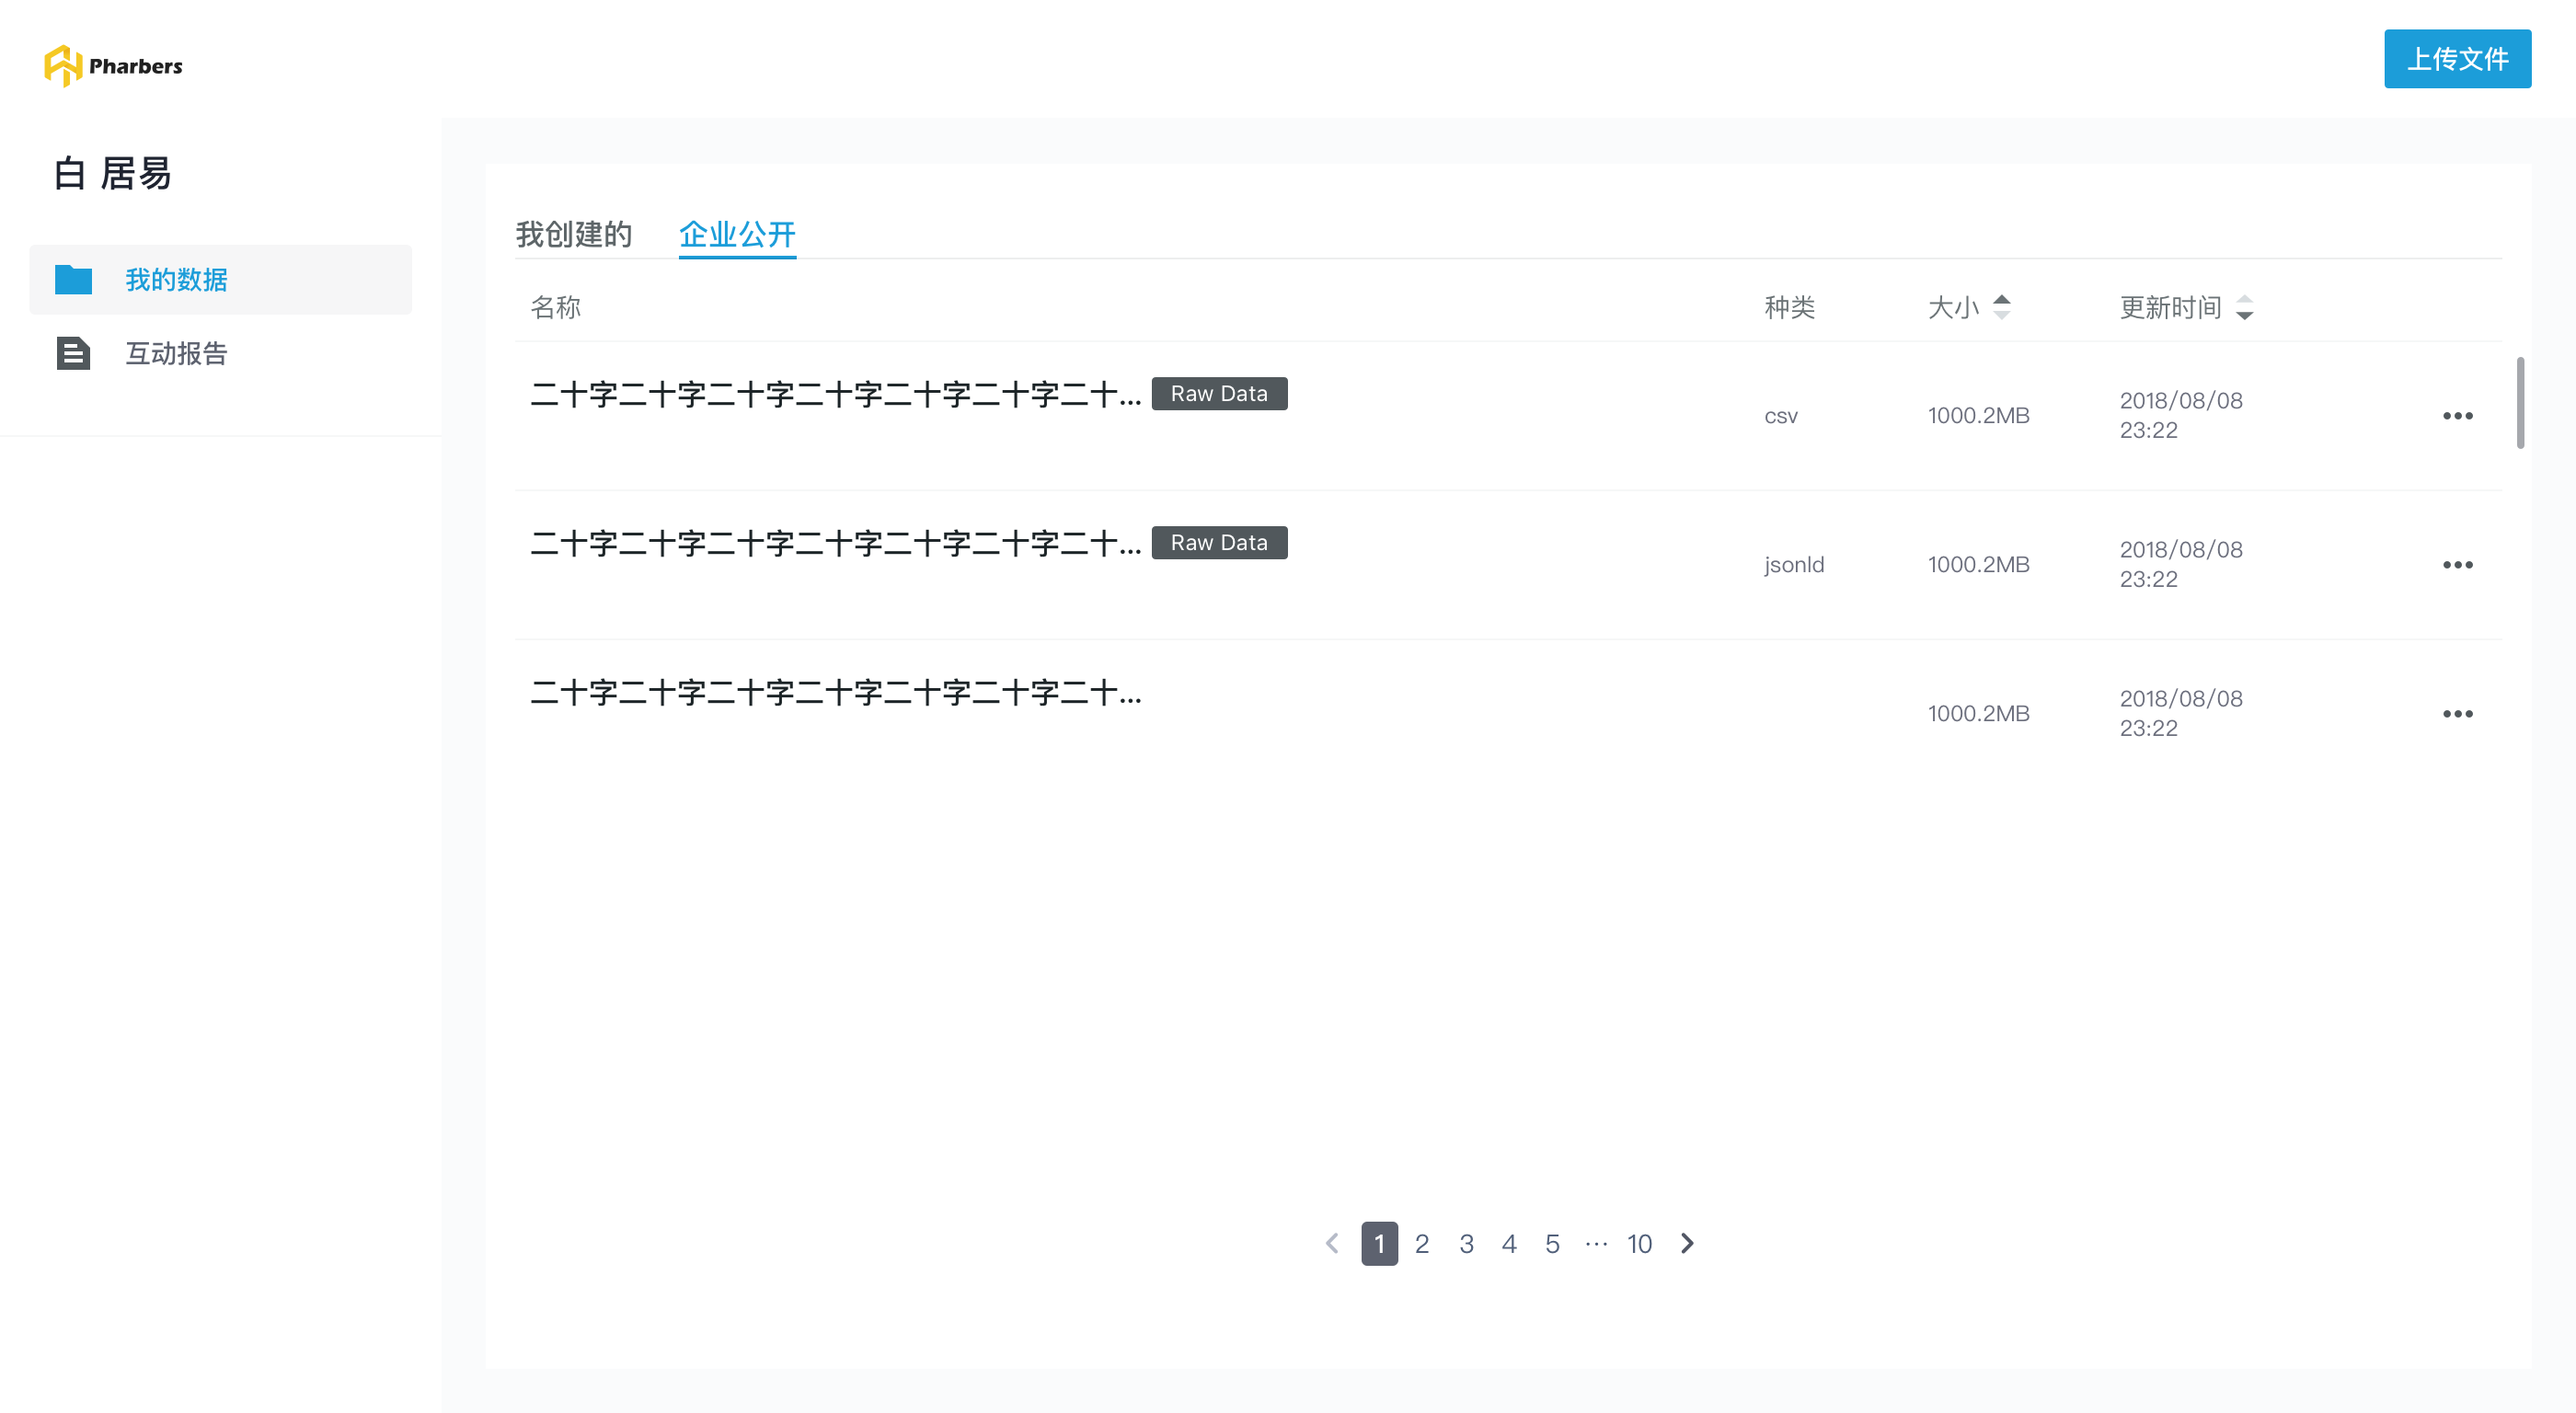 Pharbers
上传文件
白 居易
我的数据
互动报告
我创建的 企业公开
名称 种类 大小 更新时间
二十字二十字二十字二十字二十字二十字二十... Raw Data
csv 1000.2MB 2018/08/08
23:22
二十字二十字二十字二十字二十字二十字二十... Raw Data
jsonld 1000.2MB 2018/08/08
23:22
二十字二十字二十字二十字二十字二十字二十...
1000.2MB 2018/08/08
23:22
1 2 3 4 5 ··· 10